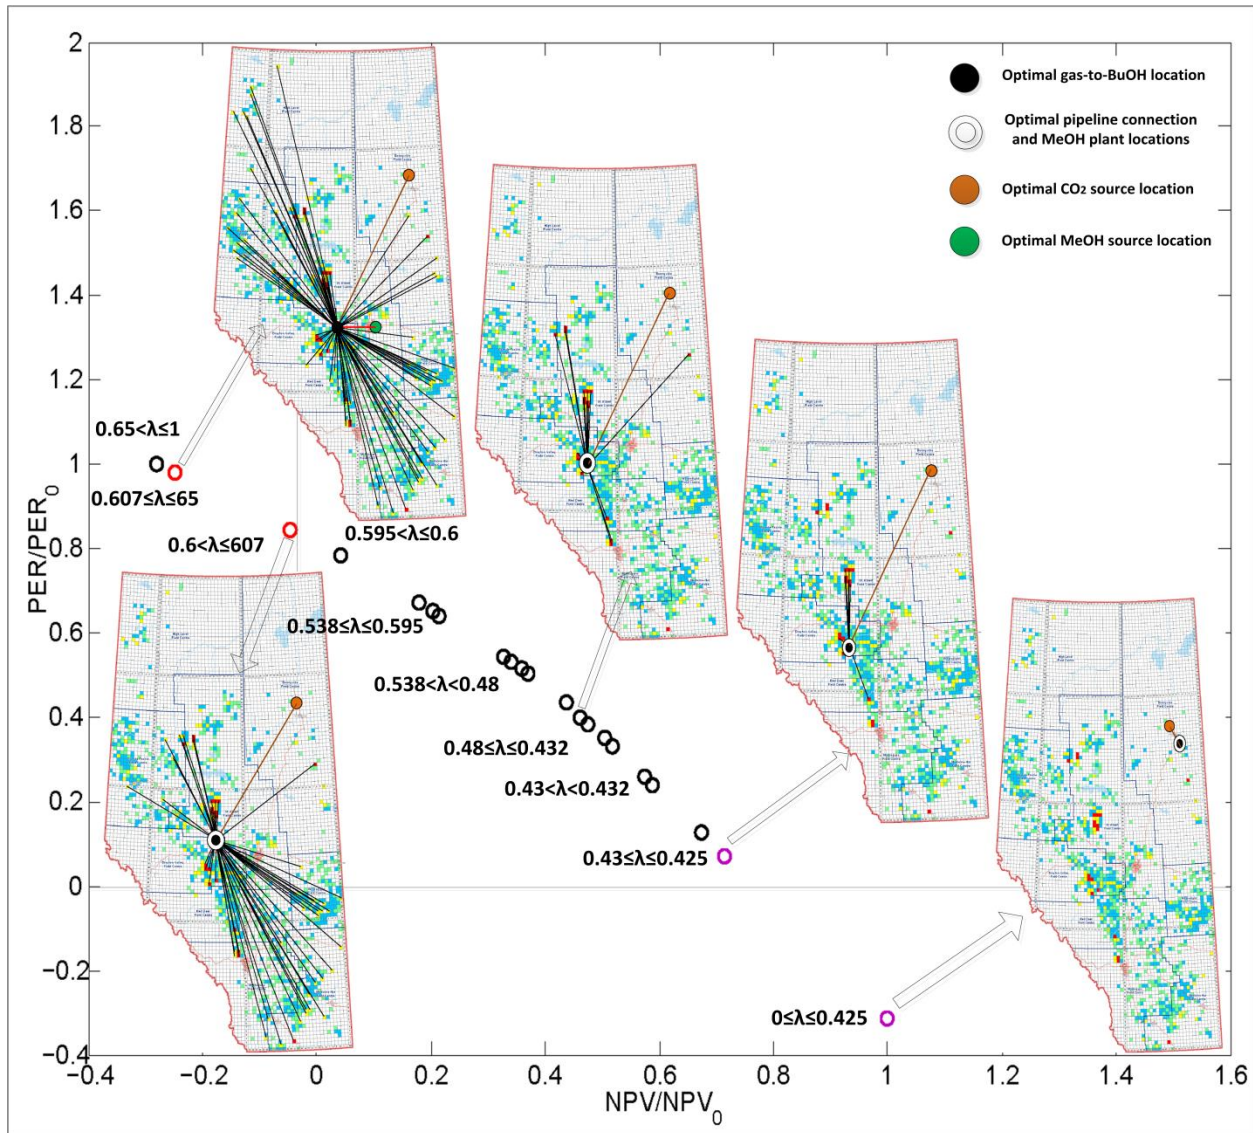 2
1.8
1.6
1.4
1.2
1
0.8
0.6
0.4
0.2
0
−0.2
−0.4
PER/PER0
−0.4
−0.2
0
0.2
0.4
0.6
0.8
1
1.2
1.4
1.6
NPV/NPV0
Optimal gas-to-BuOH location
Optimal pipeline connection
and MeOH plant locations
Optimal CO2 source location
Optimal MeOH source location
0.65<λ≤1
0.607≤λ≤65
0.6<λ≤607
0.595<λ≤0.6
0.538≤λ≤0.595
0.538<λ<0.48
0.48≤λ≤0.432
0.43<λ<0.432
0.43≤λ≤0.425
0≤λ≤0.425